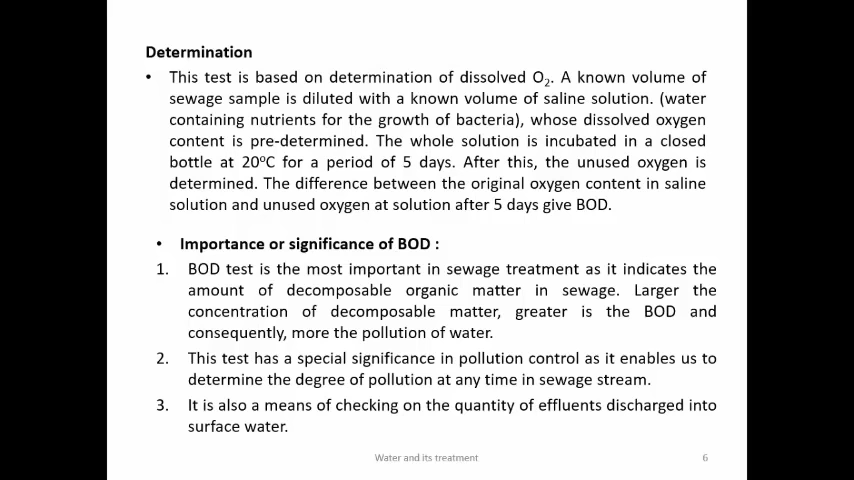 Determination
• This test is based on determination of dissolved O₂. A known volume of
sewage sample is diluted with a known volume of saline solution. (water
containing nutrients for the growth of bacteria), whose dissolved oxygen
content is pre-determined. The whole solution is incubated in a closed
bottle at 20⁰C for a period of 5 days. After this, the unused oxygen is
determined. The difference between the original oxygen content in saline
solution and unused oxygen at solution after 5 days give BOD.
• Importance or significance of BOD :
1. BOD test is the most important in sewage treatment as it indicates the
amount of decomposable organic matter in sewage. Larger the
concentration of decomposable matter, greater is the BOD and
consequently, more the pollution of water.
2. This test has a special significance in pollution control as it enables us to
determine the degree of pollution at any time in sewage stream.
3. It is also a means of checking on the quantity of effluents discharged into
surface water.
Water and its treatment 6